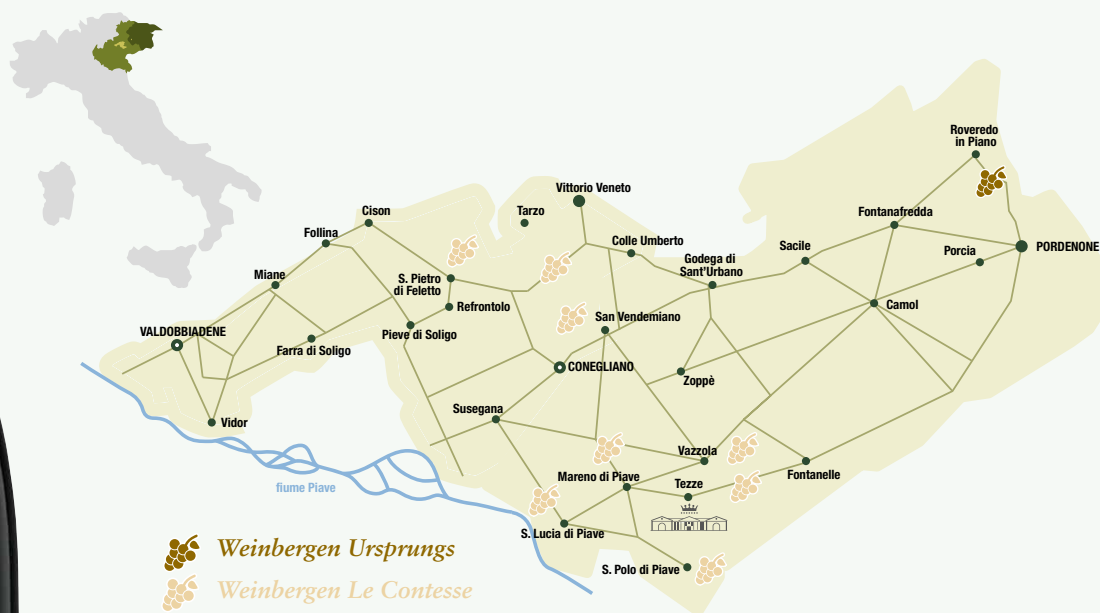 Roveredo
in Piano
Vittorio Veneto
Cison
Tarzo
Fontanafredda
Follina
Colle Umberto
Sacile
PORDENONE
Porcia
Godega di
Sant'Urbano
Miane
S. Pietro
di Feletto
Refrontolo
Camol
San Vendemiano
VALDOBBIADENE
Pieve di Soligo
Farra di Soligo
CONEGLIANO
Zoppè
Susegana
Vidor
Vazzola
Mareno di Piave
Tezze
Fontanelle
fiume Piave
S. Lucia di Piave
S. Polo di Piave
Weinbergen Ursprungs
Weinbergen Le Contesse